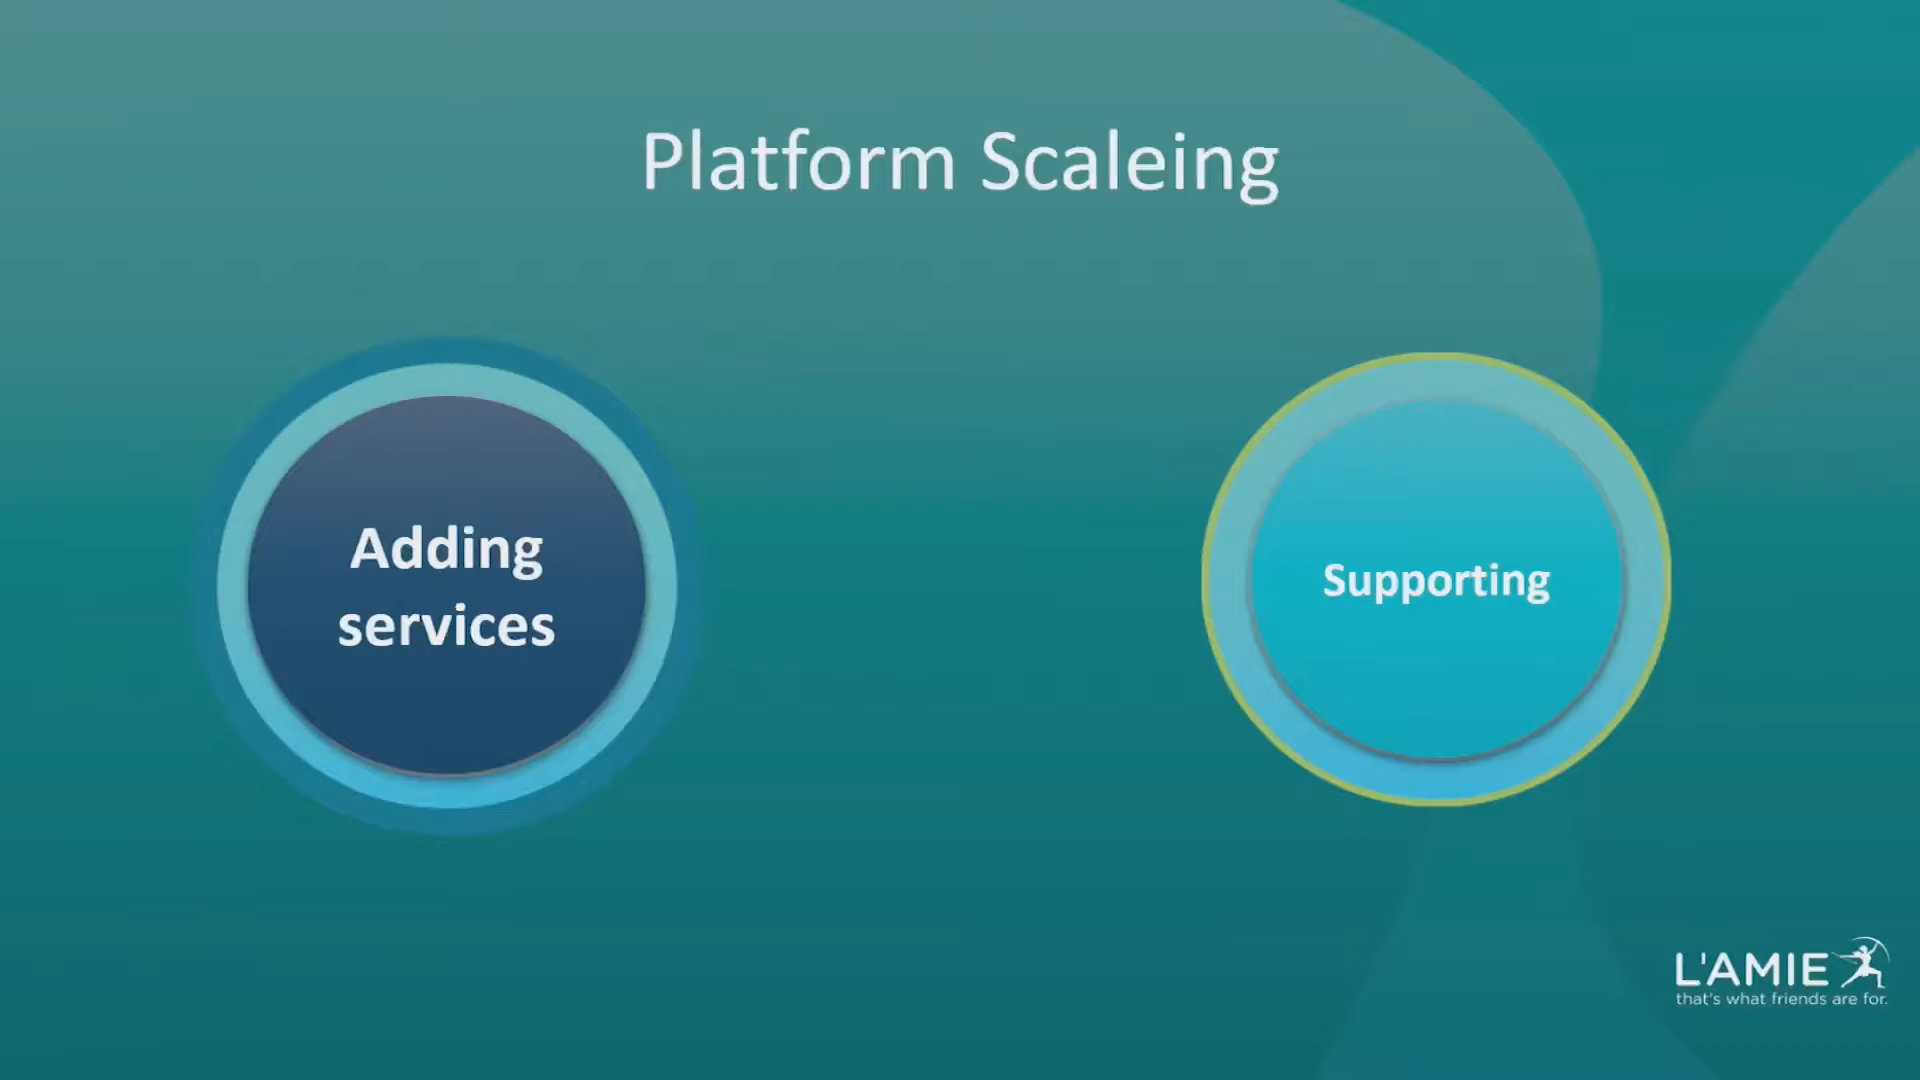 Platform Scaleing
Adding
services
Supporting
L'AMIE
that's what friends are for.